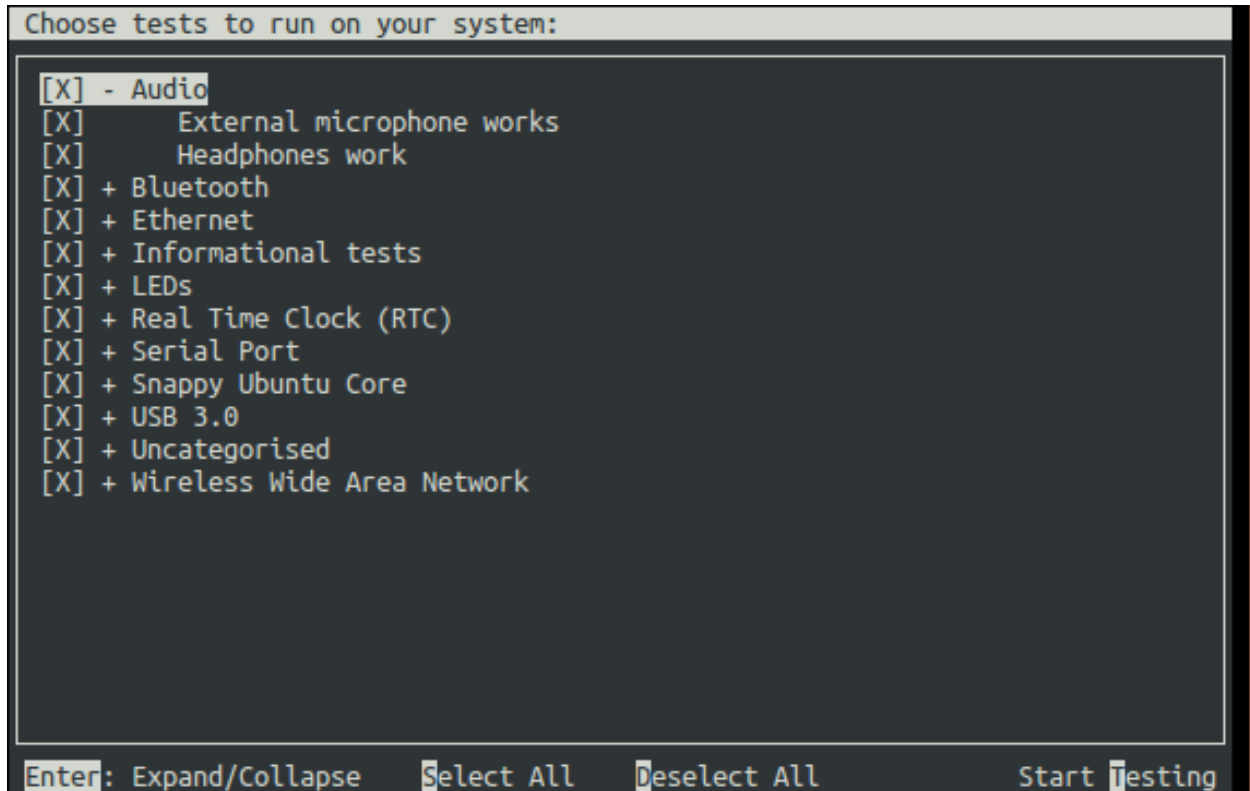 Choose tests to run on your system:
[X] - Audio
[X]      External microphone works
[X]      Headphones work
[X] + Bluetooth
[X] + Ethernet
[X] + Informational tests
[X] + LEDs
[X] + Real Time Clock (RTC)
[X] + Serial Port
[X] + Snappy Ubuntu Core
[X] + USB 3.0
[X] + Uncategorised
[X] + Wireless Wide Area Network
Enter: Expand/Collapse    Select All    Deselect All             Start Testing